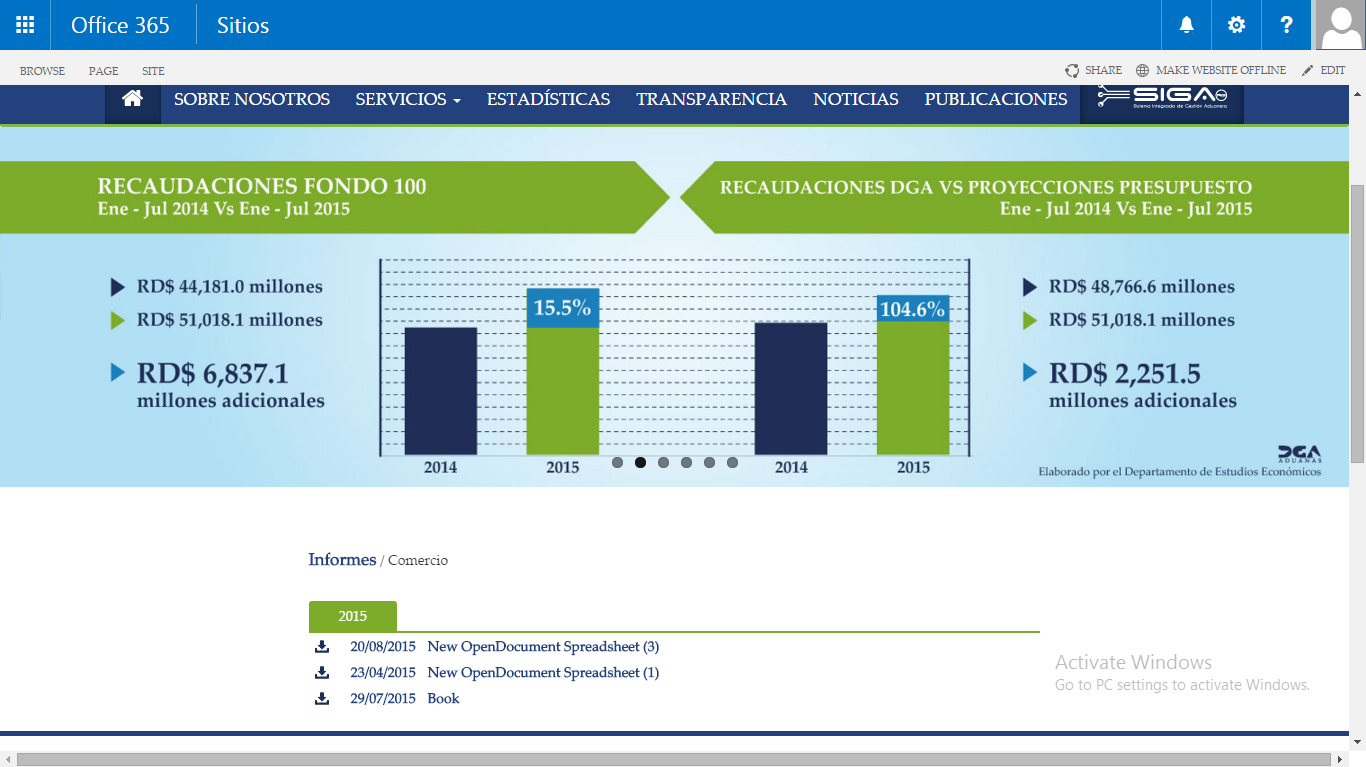 Office 365
Sitios
?
BROWSE PAGE SITE
SHARE MAKE WEBSITE OFFLINE EDIT
SOBRE NOSOTROS SERVICIOS ESTADÍSTICAS TRANSPARENCIA NOTICIAS PUBLICACIONES
SIGA
Sistema Integrado de Gestión Aduanera
RECAUDACIONES FONDO 100
Ene - Jul 2014 Vs Ene - Jul 2015
RECAUDACIONES DGA VS PROYECCIONES PRESUPUESTO
Ene - Jul 2014 Vs Ene - Jul 2015
RD$ 44,181.0 millones
RD$ 51,018.1 millones
RD$ 6,837.1
millones adicionales
15.5%
104.6%
2014 2015 2014 2015
RD$ 48,766.6 millones
RD$ 51,018.1 millones
RD$ 2,251.5
millones adicionales
DGA
ADUANAS
Elaborado por el Departamento de Estudios Económicos
Informes / Comercio
2015
20/08/2015 New OpenDocument Spreadsheet (3)
23/04/2015 New OpenDocument Spreadsheet (1)
29/07/2015 Book
Activate Windows
Go to PC settings to activate Windows.